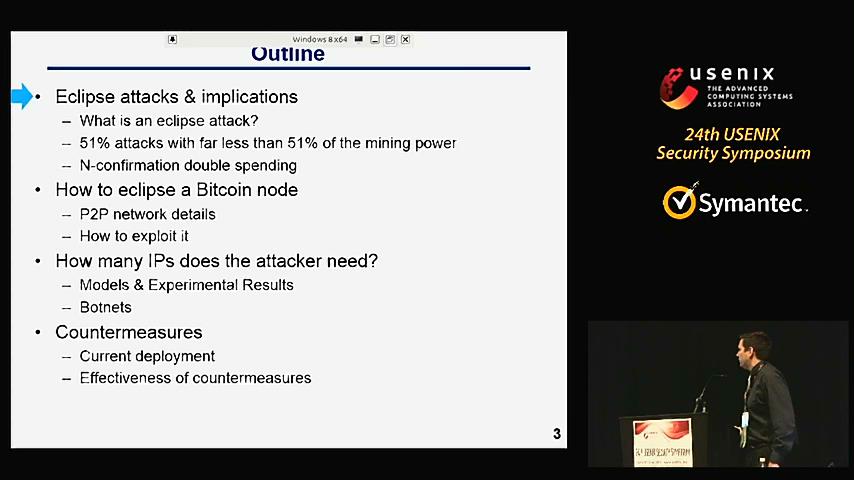 Windows 8 x64
Outline
• Eclipse attacks & implications
– What is an eclipse attack?
– 51% attacks with far less than 51% of the mining power
– N-confirmation double spending
• How to eclipse a Bitcoin node
– P2P network details
– How to exploit it
• How many IPs does the attacker need?
– Models & Experimental Results
– Botnets
• Countermeasures
– Current deployment
– Effectiveness of countermeasures
3
usenix
THE ADVANCED
COMPUTING SYSTEMS
ASSOCIATION
24th USENIX
Security Symposium
Symantec.